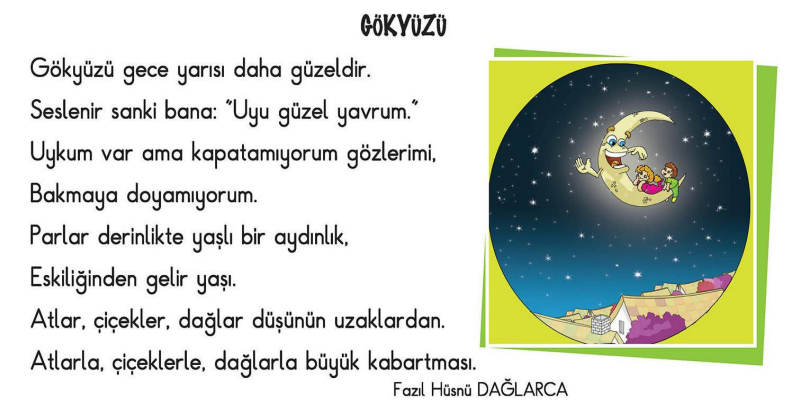 GÖKYÜZÜ
Gökyüzü gece yarısı daha güzeldir.
Seslenir sanki bana: “Uyu güzel yavrum.”
Uykum var ama kapatamıyorum gözlerimi,
Bakmaya doyamıyorum.
Parlar derinlikte yaşlı bir aydınlık,
Eskiliğinden gelir yaşı.
Atlar, çiçekler, dağlar düşünün uzaklardan.
Atlarla, çiçeklerle, dağlarla büyük kabartması.
Fazıl Hüsnü DAĞLARCA